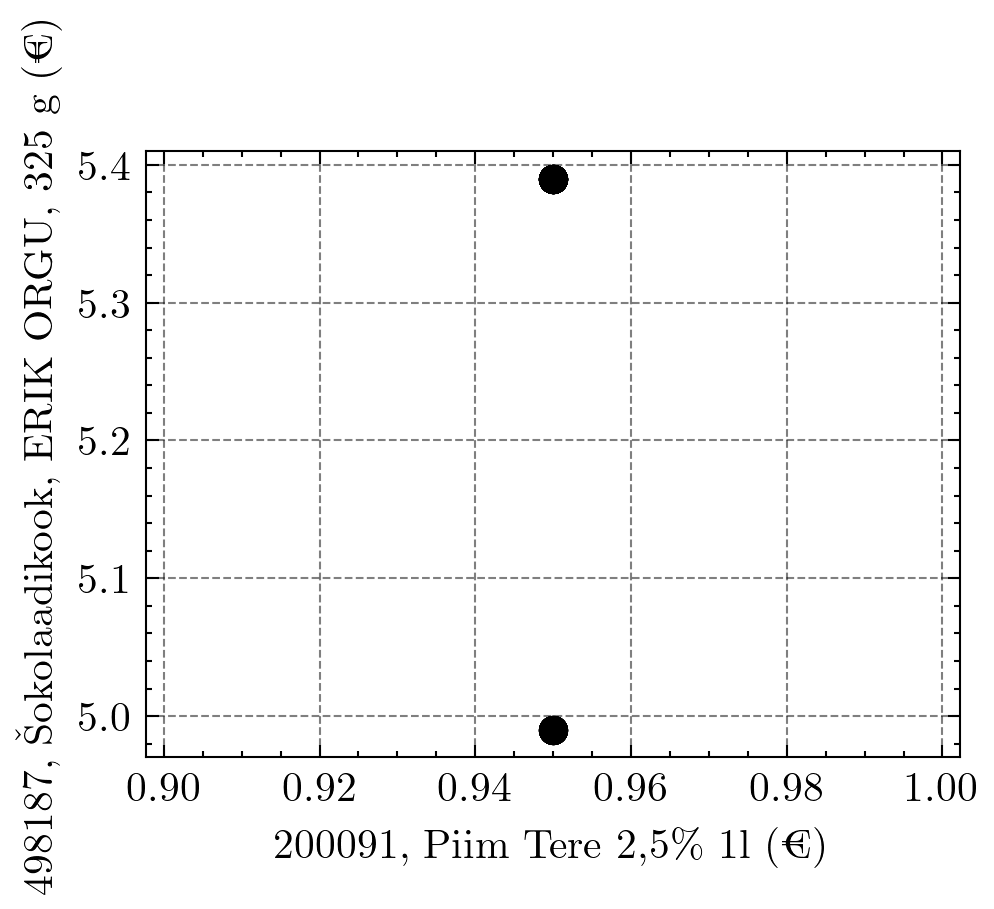 498187, Šokolaadikook, ERIK ORGU, 325 g (€)
5.4
5.3
5.2
5.1
5.0
0.90 0.92 0.94 0.96 0.98 1.00
200091, Piim Tere 2,5% 1l (€)